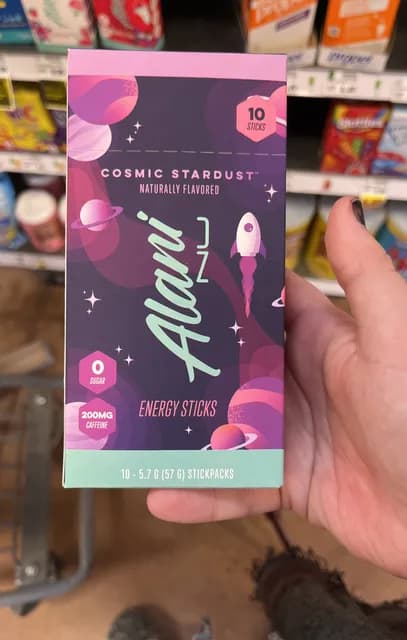 10
STICKS
COSMIC STARDUST™
NATURALLY FLAVORED
Alani
NU
0
SUGAR
200MG
CAFFEINE
ENERGY STICKS
10 - 5.7 G (57 G) STICKPACKS